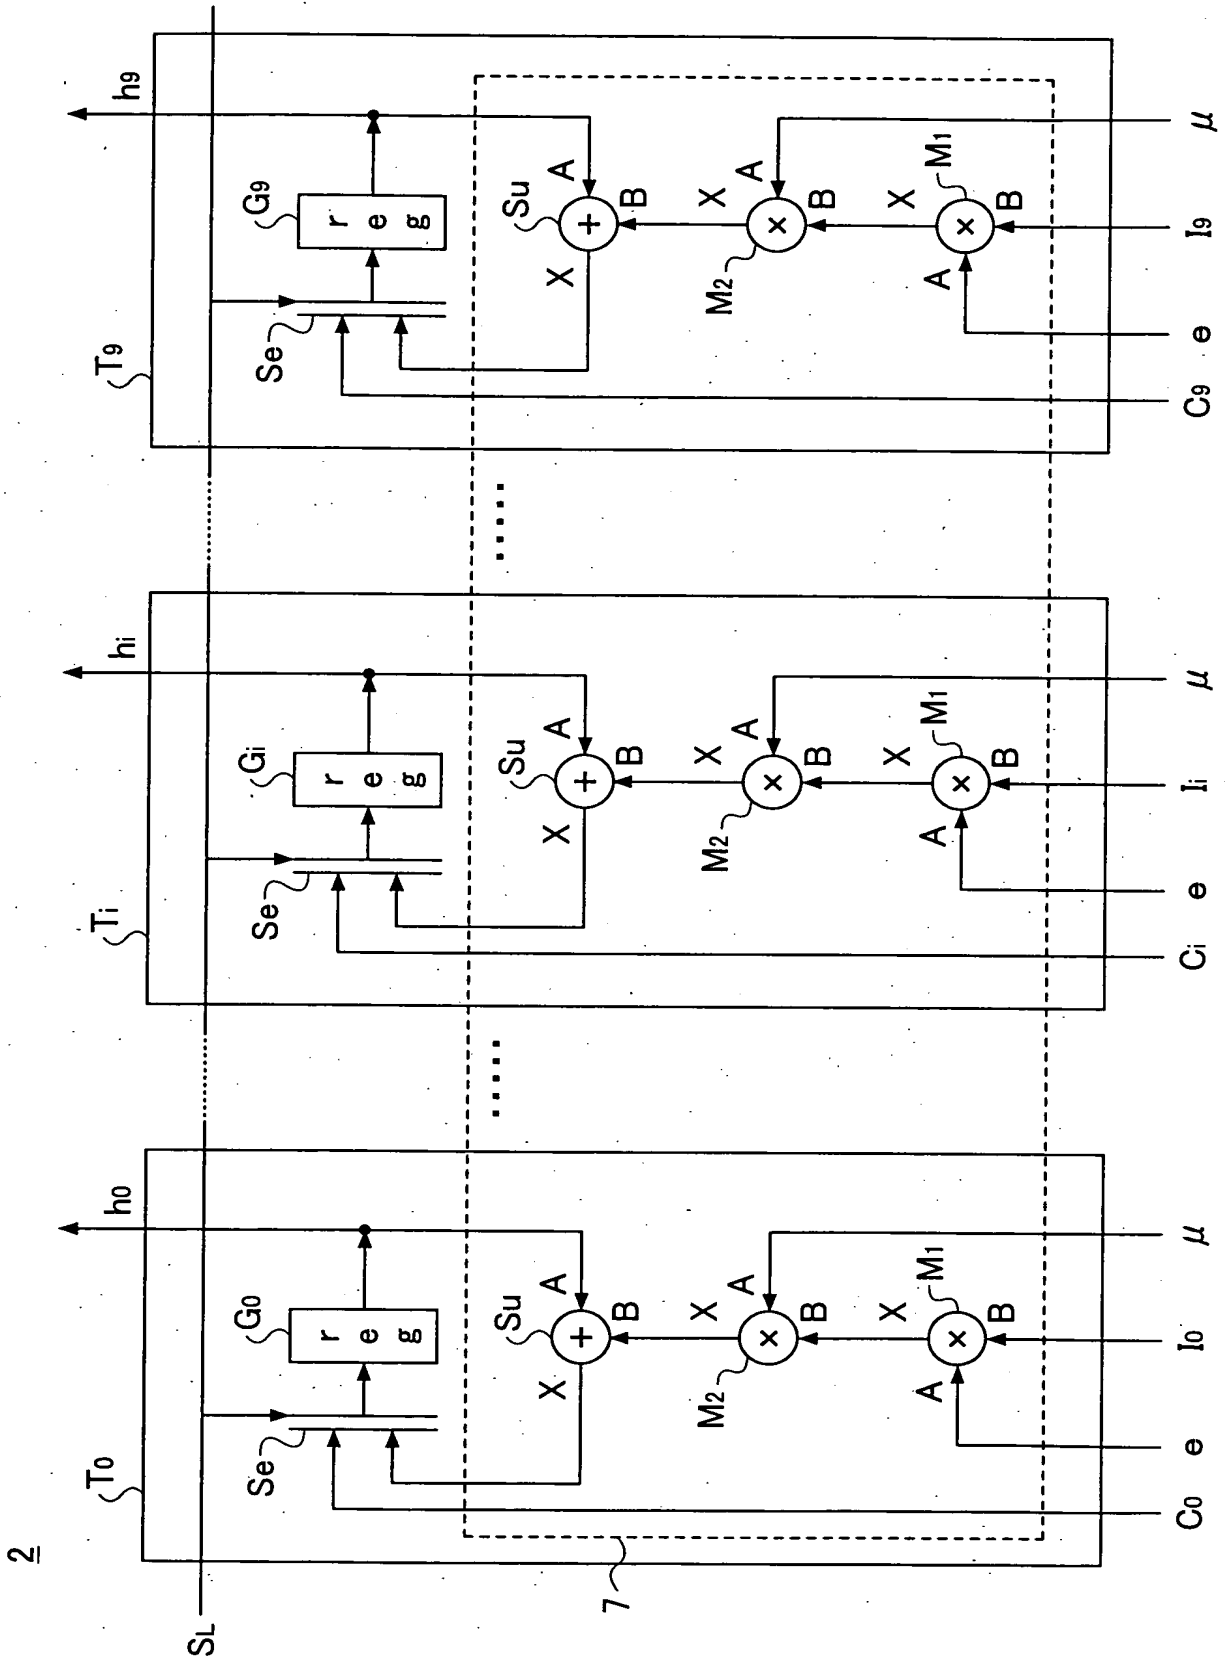 2
SL
T0
Se
G0
r e g
h0
Su
A
B
X
M2
X
A
B
M1
X
A
B
C0
e
I0
μ
7
.....
Ti
Se
Gi
r e g
hi
Su
A
B
X
M2
X
A
B
M1
X
A
B
Ci
e
Ii
μ
.....
T9
Se
G9
r e g
h9
Su
A
B
X
M2
X
A
B
M1
X
A
B
C9
e
I9
μ